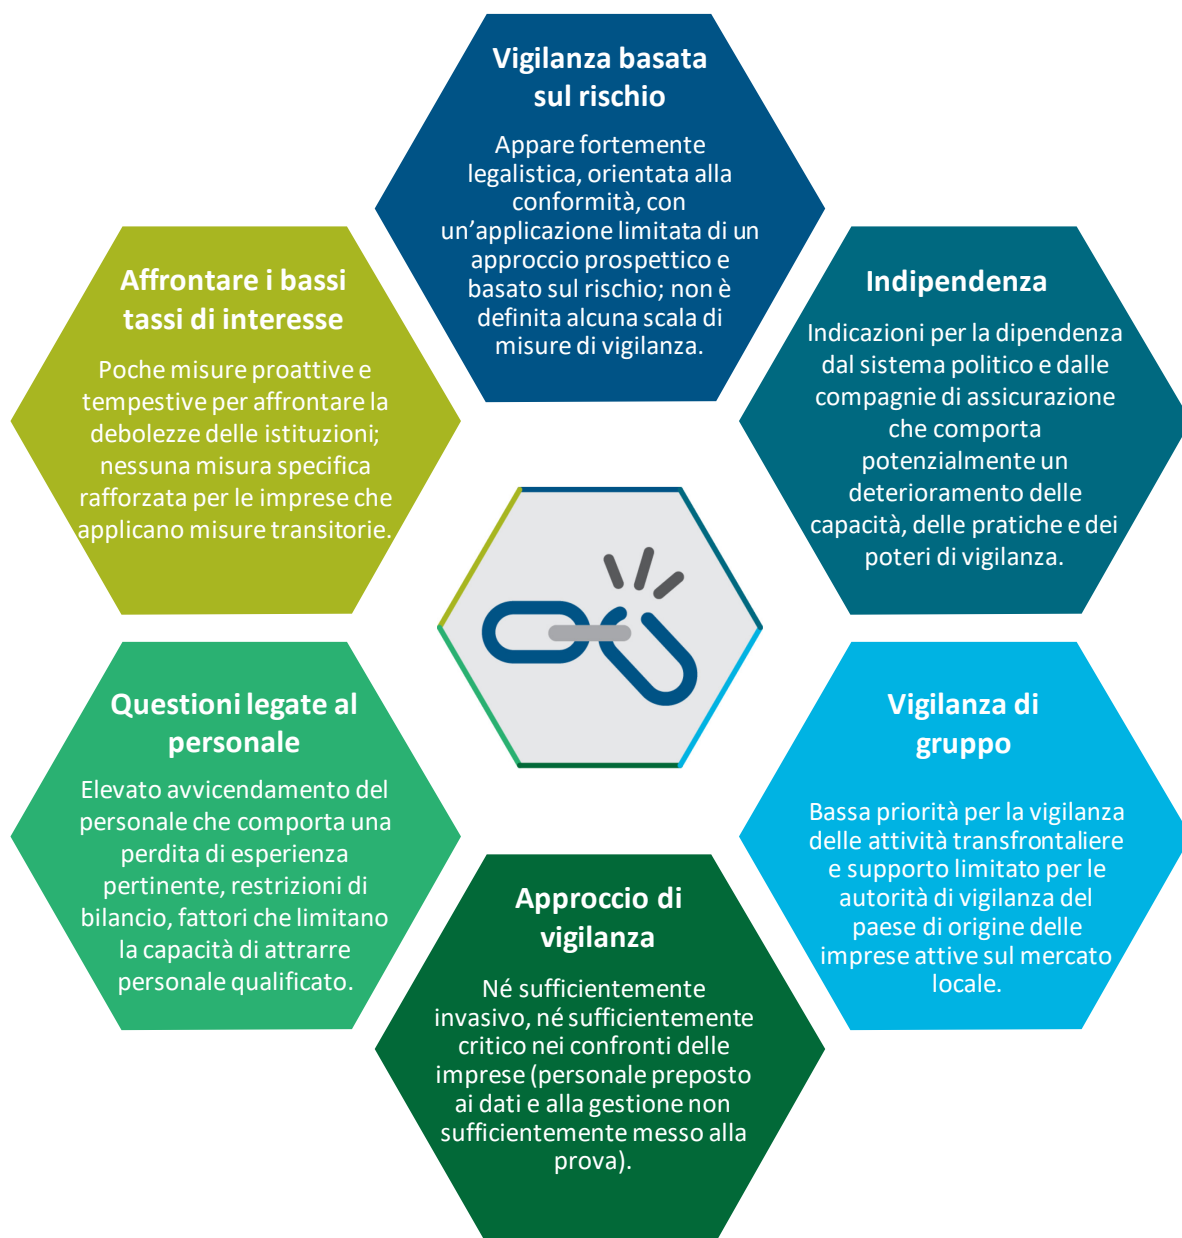 Vigilanza basata
sul rischio
Appare fortemente
legalistica, orientata alla
conformità, con
un’applicazione limitata di un
approccio prospettico e
basato sul rischio; non è
definita alcuna scala di
misure di vigilanza.
Affrontare i bassi
tassi di interesse
Poche misure proattive e
tempestive per affrontare la
debolezze delle istituzioni;
nessuna misura specifica
rafforzata per le imprese che
applicano misure transitorie.
Indipendenza
Indicazioni per la dipendenza
dal sistema politico e dalle
compagnie di assicurazione
che comporta
potenzialmente un
deterioramento delle
capacità, delle pratiche e dei
poteri di vigilanza.
Questioni legate al
personale
Elevato avvicendamento del
personale che comporta una
perdita di esperienza
pertinente, restrizioni di
bilancio, fattori che limitano
la capacità di attrarre
personale qualificato.
Vigilanza di
gruppo
Bassa priorità per la vigilanza
delle attività transfrontaliere
e supporto limitato per le
autorità di vigilanza del
paese di origine delle
imprese attive sul mercato
locale.
Approccio di
vigilanza
Né sufficientemente
invasivo, né sufficientemente
critico nei confronti delle
imprese (personale preposto
ai dati e alla gestione non
sufficientemente messo alla
prova).